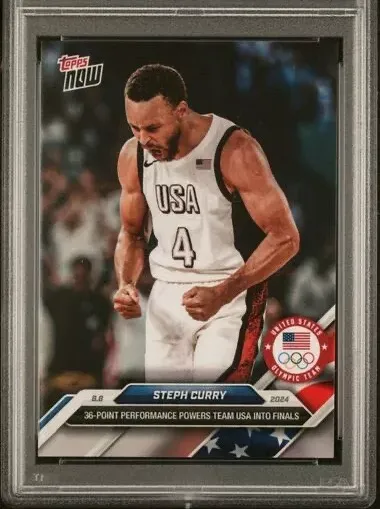 topps
NOW
USA
4
UNITED STATES
OLYMPIC TEAM
STEPH CURRY
8.8
2024
36-POINT PERFORMANCE POWERS TEAM USA INTO FINALS